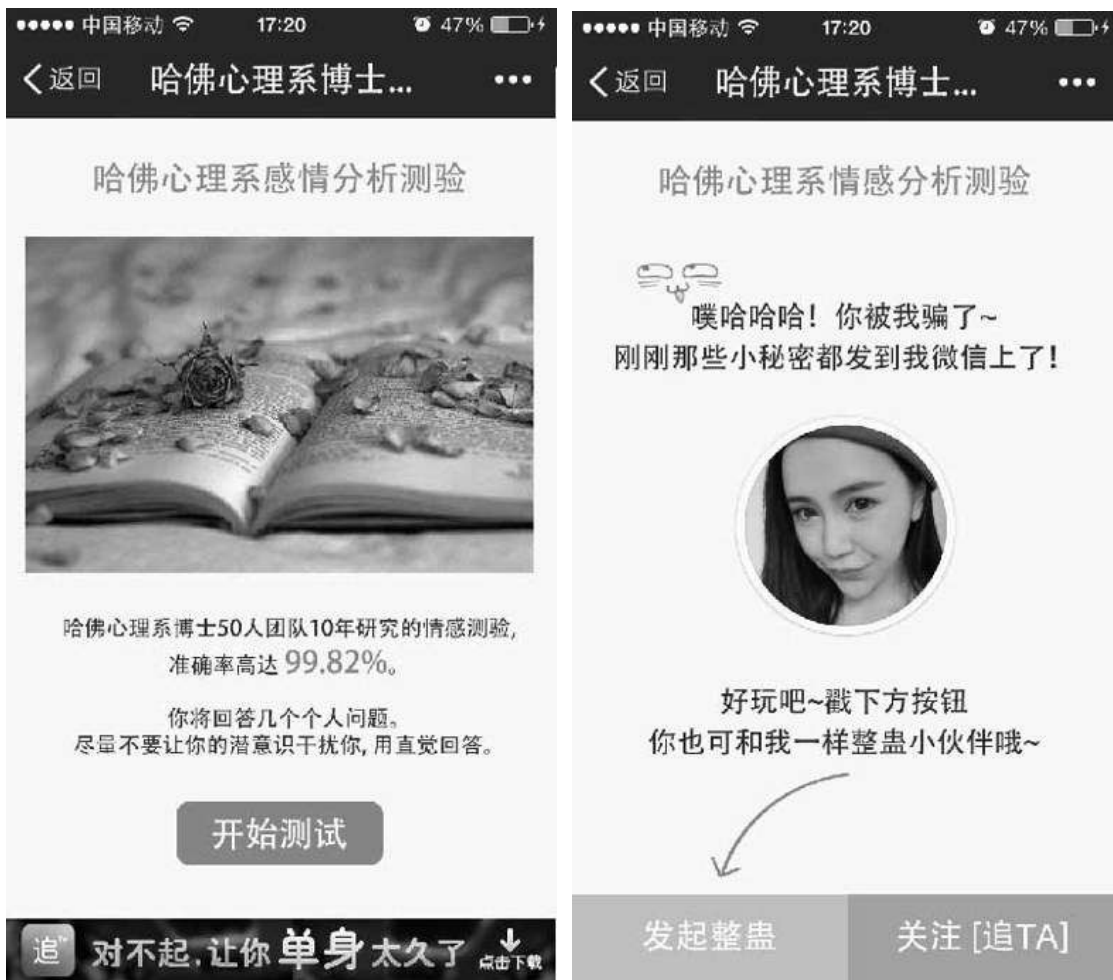 中国移动 17:20 47%
返回 哈佛心理系博士...
哈佛心理系感情分析测验
哈佛心理系博士50人团队10年研究的情感测验,
准确率高达 99.82%。
你将回答几个个人问题。
尽量不要让你的潜意识干扰你,用直觉回答。
开始测试
追 对不起,让你单身太久了 点击下载
中国移动 17:20 47%
返回 哈佛心理系博士...
哈佛心理系情感分析测验
噗哈哈哈!你被我骗了~
刚刚那些小秘密都发到我微信上了!
好玩吧~戳下方按钮
你也可和我一样整蛊小伙伴哦~
发起整蛊 关注 [追TA]